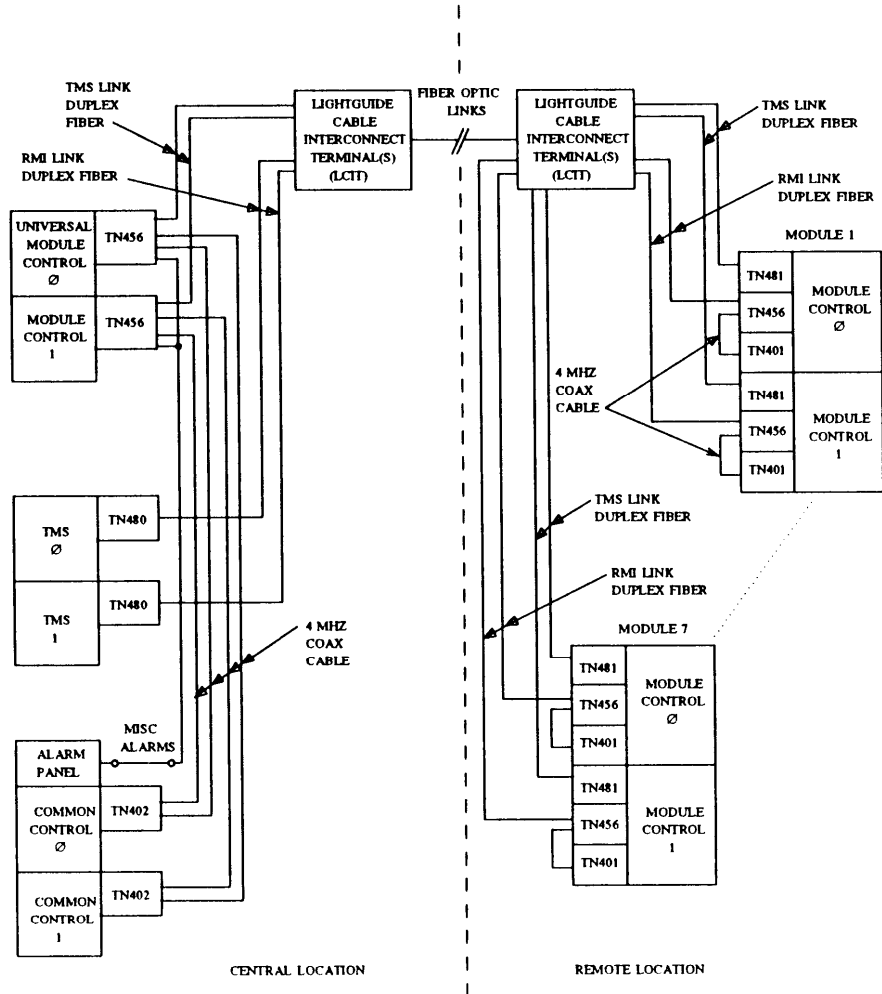 TMS LINK
DUPLEX
FIBER
RMI LINK
DUPLEX FIBER
LIGHTGUIDE
CABLE
INTERCONNECT
TERMINAL(S)
(LCIT)
FIBER OPTIC
LINKS
LIGHTGUIDE
CABLE
INTERCONNECT
TERMINAL(S)
(LCIT)
TMS LINK
DUPLEX FIBER
RMI LINK
DUPLEX FIBER
UNIVERSAL
MODULE
CONTROL
Ø
TN456
MODULE
CONTROL
1
TN456
MODULE 1
TN481
TN456
TN401
MODULE
CONTROL
Ø
TN481
TN456
TN401
MODULE
CONTROL
1
4 MHZ
COAX
CABLE
TMS
Ø
TN480
TMS
1
TN480
4 MHZ
COAX
CABLE
TMS LINK
DUPLEX FIBER
RMI LINK
DUPLEX FIBER
MODULE 7
TN481
TN456
TN401
MODULE
CONTROL
Ø
TN481
TN456
TN401
MODULE
CONTROL
1
MISC
ALARMS
ALARM
PANEL
COMMON
CONTROL
Ø
TN402
COMMON
CONTROL
1
TN402
CENTRAL LOCATION
REMOTE LOCATION